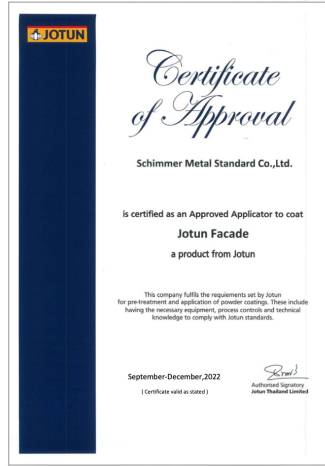 JOTUN
Certificate
of Approval
Schimmer Metal Standard Co.,Ltd.
is certified as an Approved Applicator to coat
Jotun Facade
a product from Jotun
This company fulfils the requiements set by Jotun
for pre-treatment and application of powder coatings. These include
having the necessary equipment, process controls and technical
knowledge to comply with Jotun standards.
September-December,2022
( Certificate valid as stated )
Authorised Signatory
Jotun Thailand Limited